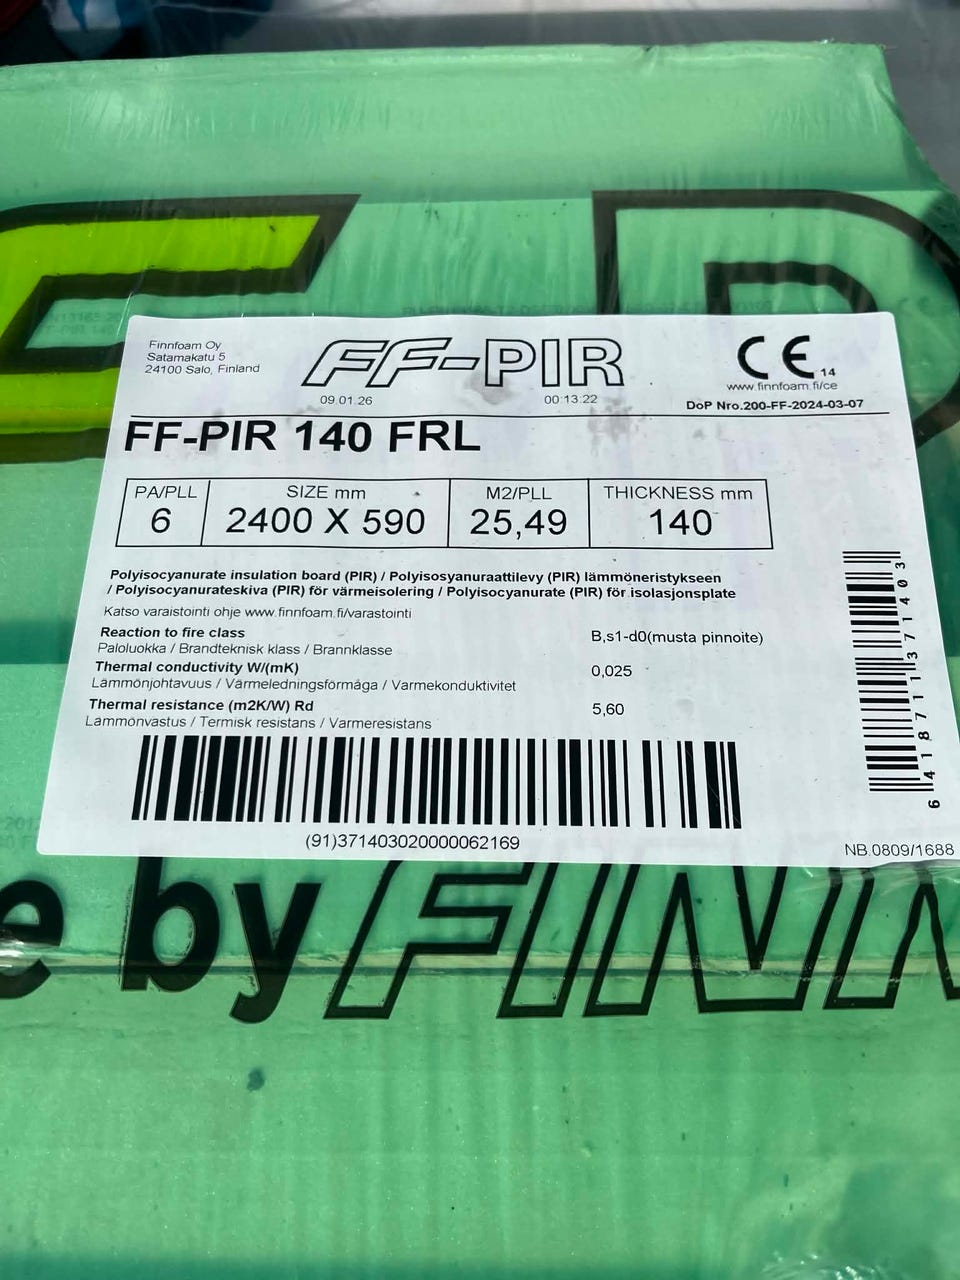 Finnfoam Oy
Satamakatu 5
24100 Salo, Finland
FF-PIR
09.01.26 00:13:22
CE 14
www.finnfoam.fi/ce
DoP Nro.200-FF-2024-03-07
FF-PIR 140 FRL
PA/PLL SIZE mm M2/PLL THICKNESS mm
6 2400 X 590 25,49 140
Polyisocyanurate insulation board (PIR) / Polyisosyanuraattilevy (PIR) lämmöneristykseen
/ Polyisocyanurateskiva (PIR) för värmeisolering / Polyisocyanurate (PIR) för isolasjonsplate
Katso varaistointi ohje www.finnfoam.fi/varastointi
Reaction to fire class B,s1-d0(musta pinnoite)
Paloluokka / Brandteknisk klass / Brannklasse
Thermal conductivity W/(mK) 0,025
Lämmönjohtavuus / Värmeledningsförmåga / Varmekonduktivitet
Thermal resistance (m2K/W) Rd 5,60
Lämmönvastus / Termisk resistans / Varmeresistans
(91)371403020000062169
6 418711 371403
NB.0809/1688
e by FINN